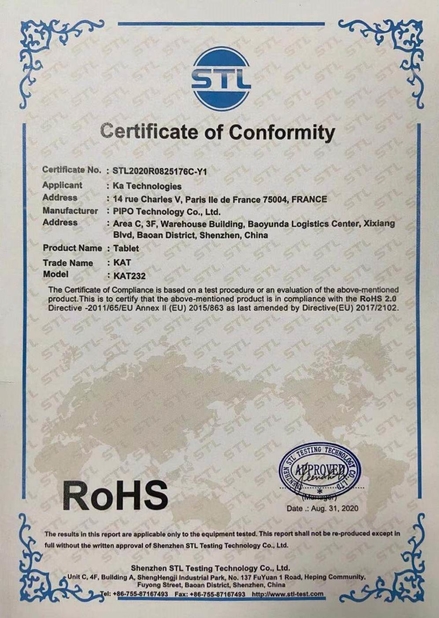 STL
Certificate of Conformity
Certificate No. : STL2020R0825176C-Y1
Applicant : Ka Technologies
Address : 14 rue Charles V, Paris Ile de France 75004, FRANCE
Manufacturer : PIPO Technology Co., Ltd.
Address : Area C, 3F, Warehouse Building, Baoyunda Logistics Center, Xixiang
Blvd, Baoan District, Shenzhen, China
Product Name : Tablet
Trade Name : KAT
Model : KAT232
The Certificate of Compliance is based on a test procedure or an evaluation of the above-mentioned
product.This is to certify that the above-mentioned product is in compliance with the RoHS 2.0
Directive -2011/65/EU Annex II (EU) 2015/863 as last amended by Directive(EU) 2017/2102.
SHENZHEN STL TESTING TECHNOLOGY CO., LTD
APPROVED
(Manager)
RoHS
Date .: Aug. 31, 2020
The results in this report are applicable only to the equipment tested. This report shall not be re-produced except in
full without the written approval of Shenzhen STL Testing Technology Co., Ltd.
Shenzhen STL Testing Technology Co., Ltd.
Unit C, 4F, Building A, ShengHengji Industrial Park, No. 137 FuYuan 1 Road, Heping Community,
Fuyong Street, Baoan District, Shenzhen, China
Tel: +86-755-87167493 Fax: +86-755-87167493 http://www.stl-test.com